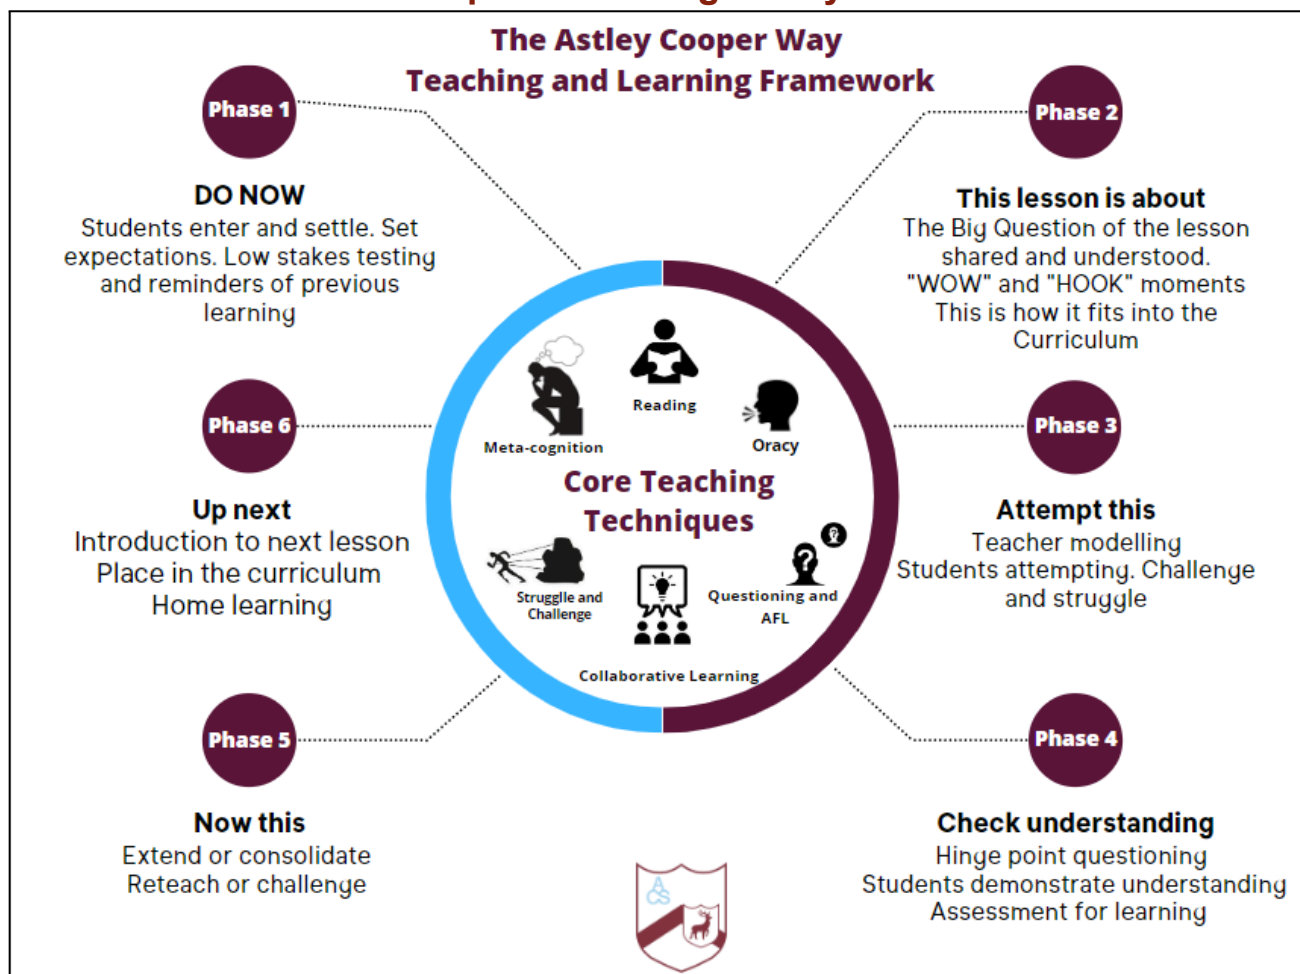 The Astley Cooper Way
Teaching and Learning Framework
Phase 1
DO NOW
Students enter and settle. Set
expectations. Low stakes testing
and reminders of previous
learning
Phase 2
This lesson is about
The Big Question of the lesson
shared and understood.
"WOW" and "HOOK" moments
This is how it fits into the
Curriculum
Phase 3
Attempt this
Teacher modelling
Students attempting. Challenge
and struggle
Phase 4
Check understanding
Hinge point questioning
Students demonstrate understanding
Assessment for learning
Phase 5
Now this
Extend or consolidate
Reteach or challenge
Phase 6
Up next
Introduction to next lesson
Place in the curriculum
Home learning
Core Teaching
Techniques
Meta-cognition
Reading
Oracy
Strugglle and
Challenge
Collaborative Learning
Questioning and
AFL
?
ACS